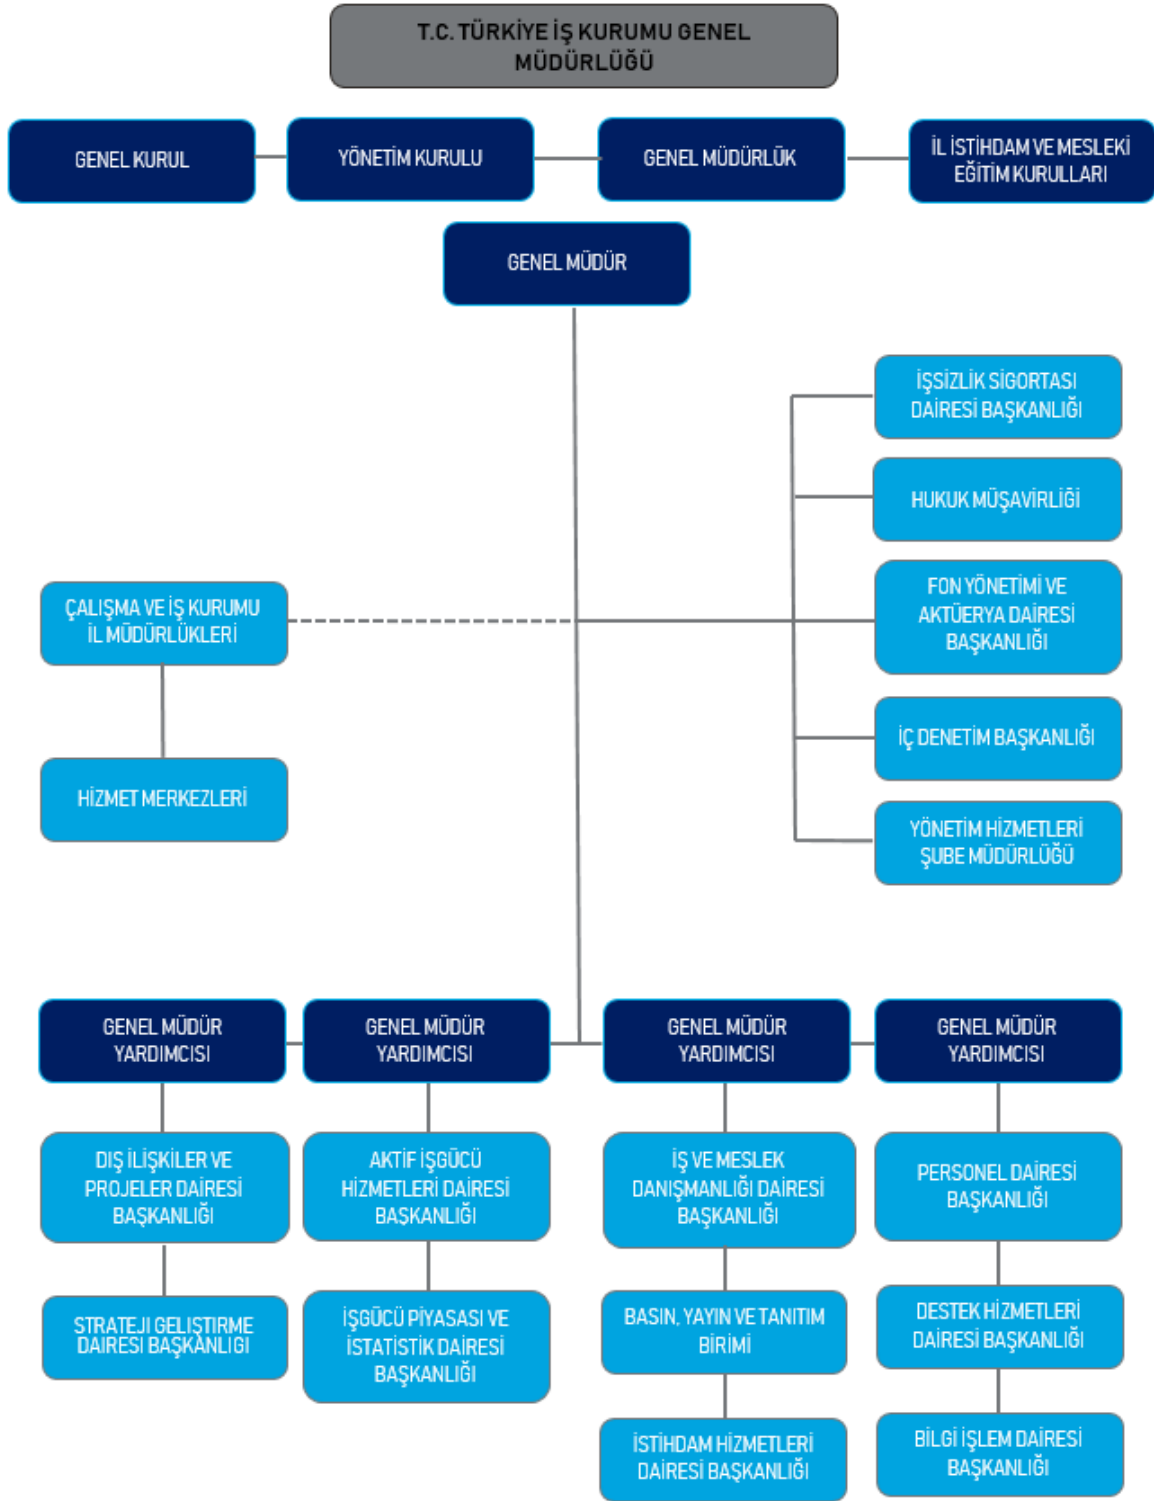 T.C. TÜRKİYE İŞ KURUMU GENEL
MÜDÜRLÜĞÜ
GENEL KURUL
YÖNETİM KURULU
GENEL MÜDÜRLÜK
İL İSTİHDAM VE MESLEKİ
EĞİTİM KURULLARI
GENEL MÜDÜR
İŞSİZLİK SİGORTASI
DAİRESİ BAŞKANLIĞI
HUKUK MÜŞAVİRLİĞİ
FON YÖNETİMİ VE
AKTÜERYA DAİRESİ
BAŞKANLIĞI
İÇ DENETİM BAŞKANLIĞI
YÖNETİM HİZMETLERİ
ŞUBE MÜDÜRLÜĞÜ
ÇALIŞMA VE İŞ KURUMU
İL MÜDÜRLÜKLERİ
HİZMET MERKEZLERİ
GENEL MÜDÜR
YARDIMCISI
DIŞ İLİŞKİLER VE
PROJELER DAİRESİ
BAŞKANLIĞI
STRATEJI GELIŞTIRME
DAIRESI BAŞKANLIGI
GENEL MÜDÜR
YARDIMCISI
AKTİF İŞGÜCÜ
HİZMETLERİ DAİRESİ
BAŞKANLIĞI
İŞGÜCÜ PİYASASI VE
İSTATİSTİK DAİRESİ
BAŞKANLIĞI
GENEL MÜDÜR
YARDIMCISI
İŞ VE MESLEK
DANIŞMANLIĞI DAİRESİ
BAŞKANLIĞI
BASIN, YAYIN VE TANITIM
BİRİMİ
İSTİHDAM HİZMETLERİ
DAİRESİ BAŞKANLIĞI
GENEL MÜDÜR
YARDIMCISI
PERSONEL DAİRESİ
BAŞKANLIĞI
DESTEK HİZMETLERİ
DAİRESİ BAŞKANLIĞI
BİLGİ İŞLEM DAİRESİ
BAŞKANLIĞI